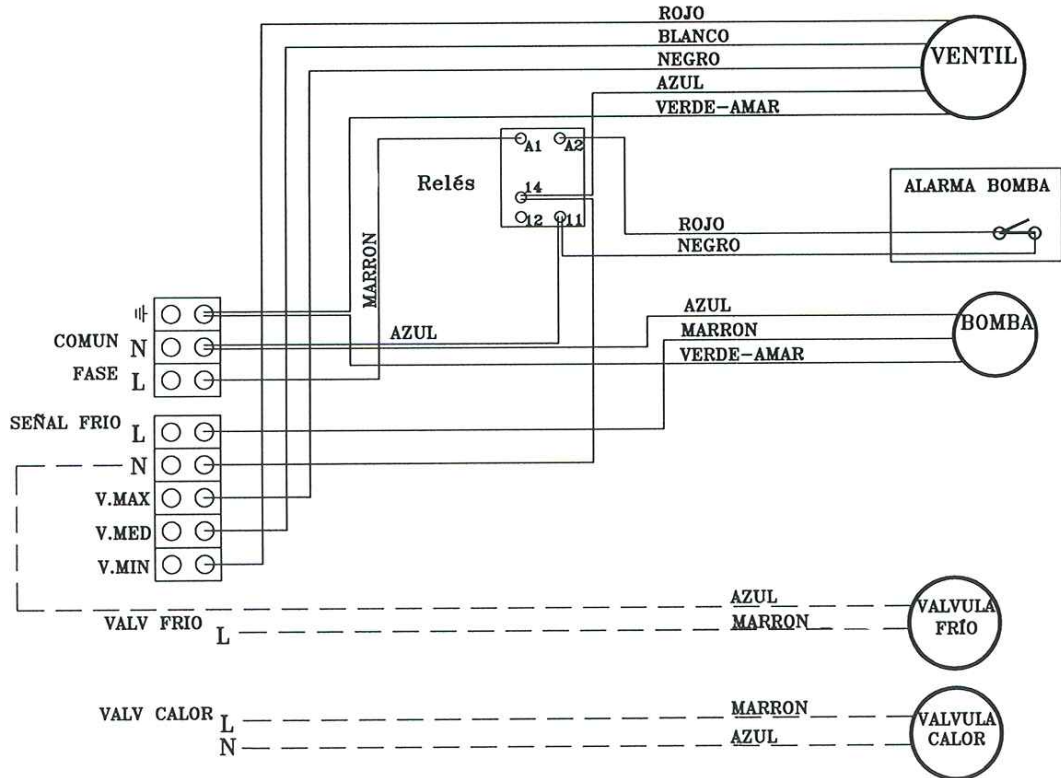 ROJO
BLANCO
NEGRO
AZUL
VERDE-AMAR
VENTIL
A1 A2
Relés
14
12 11
ALARMA BOMBA
ROJO
NEGRO
MARRON
AZUL
AZUL
MARRON
VERDE-AMAR
BOMBA
COMUN N
FASE L
SEÑAL FRIO L
N
V.MAX
V.MED
V.MIN
VALV FRIO L
AZUL
MARRON
VALVULA
FRÍO
VALV CALOR L
N
MARRON
AZUL
VALVULA
CALOR